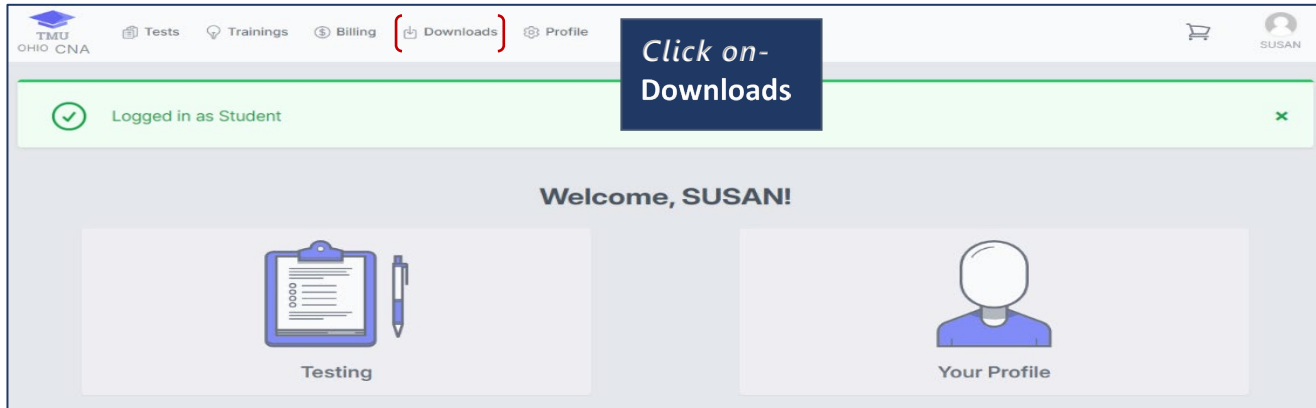 TMU
OHIO CNA
Tests Trainings Billing Downloads Profile
SUSAN
Click on-
Downloads
Logged in as Student
Welcome, SUSAN!
Testing
Your Profile